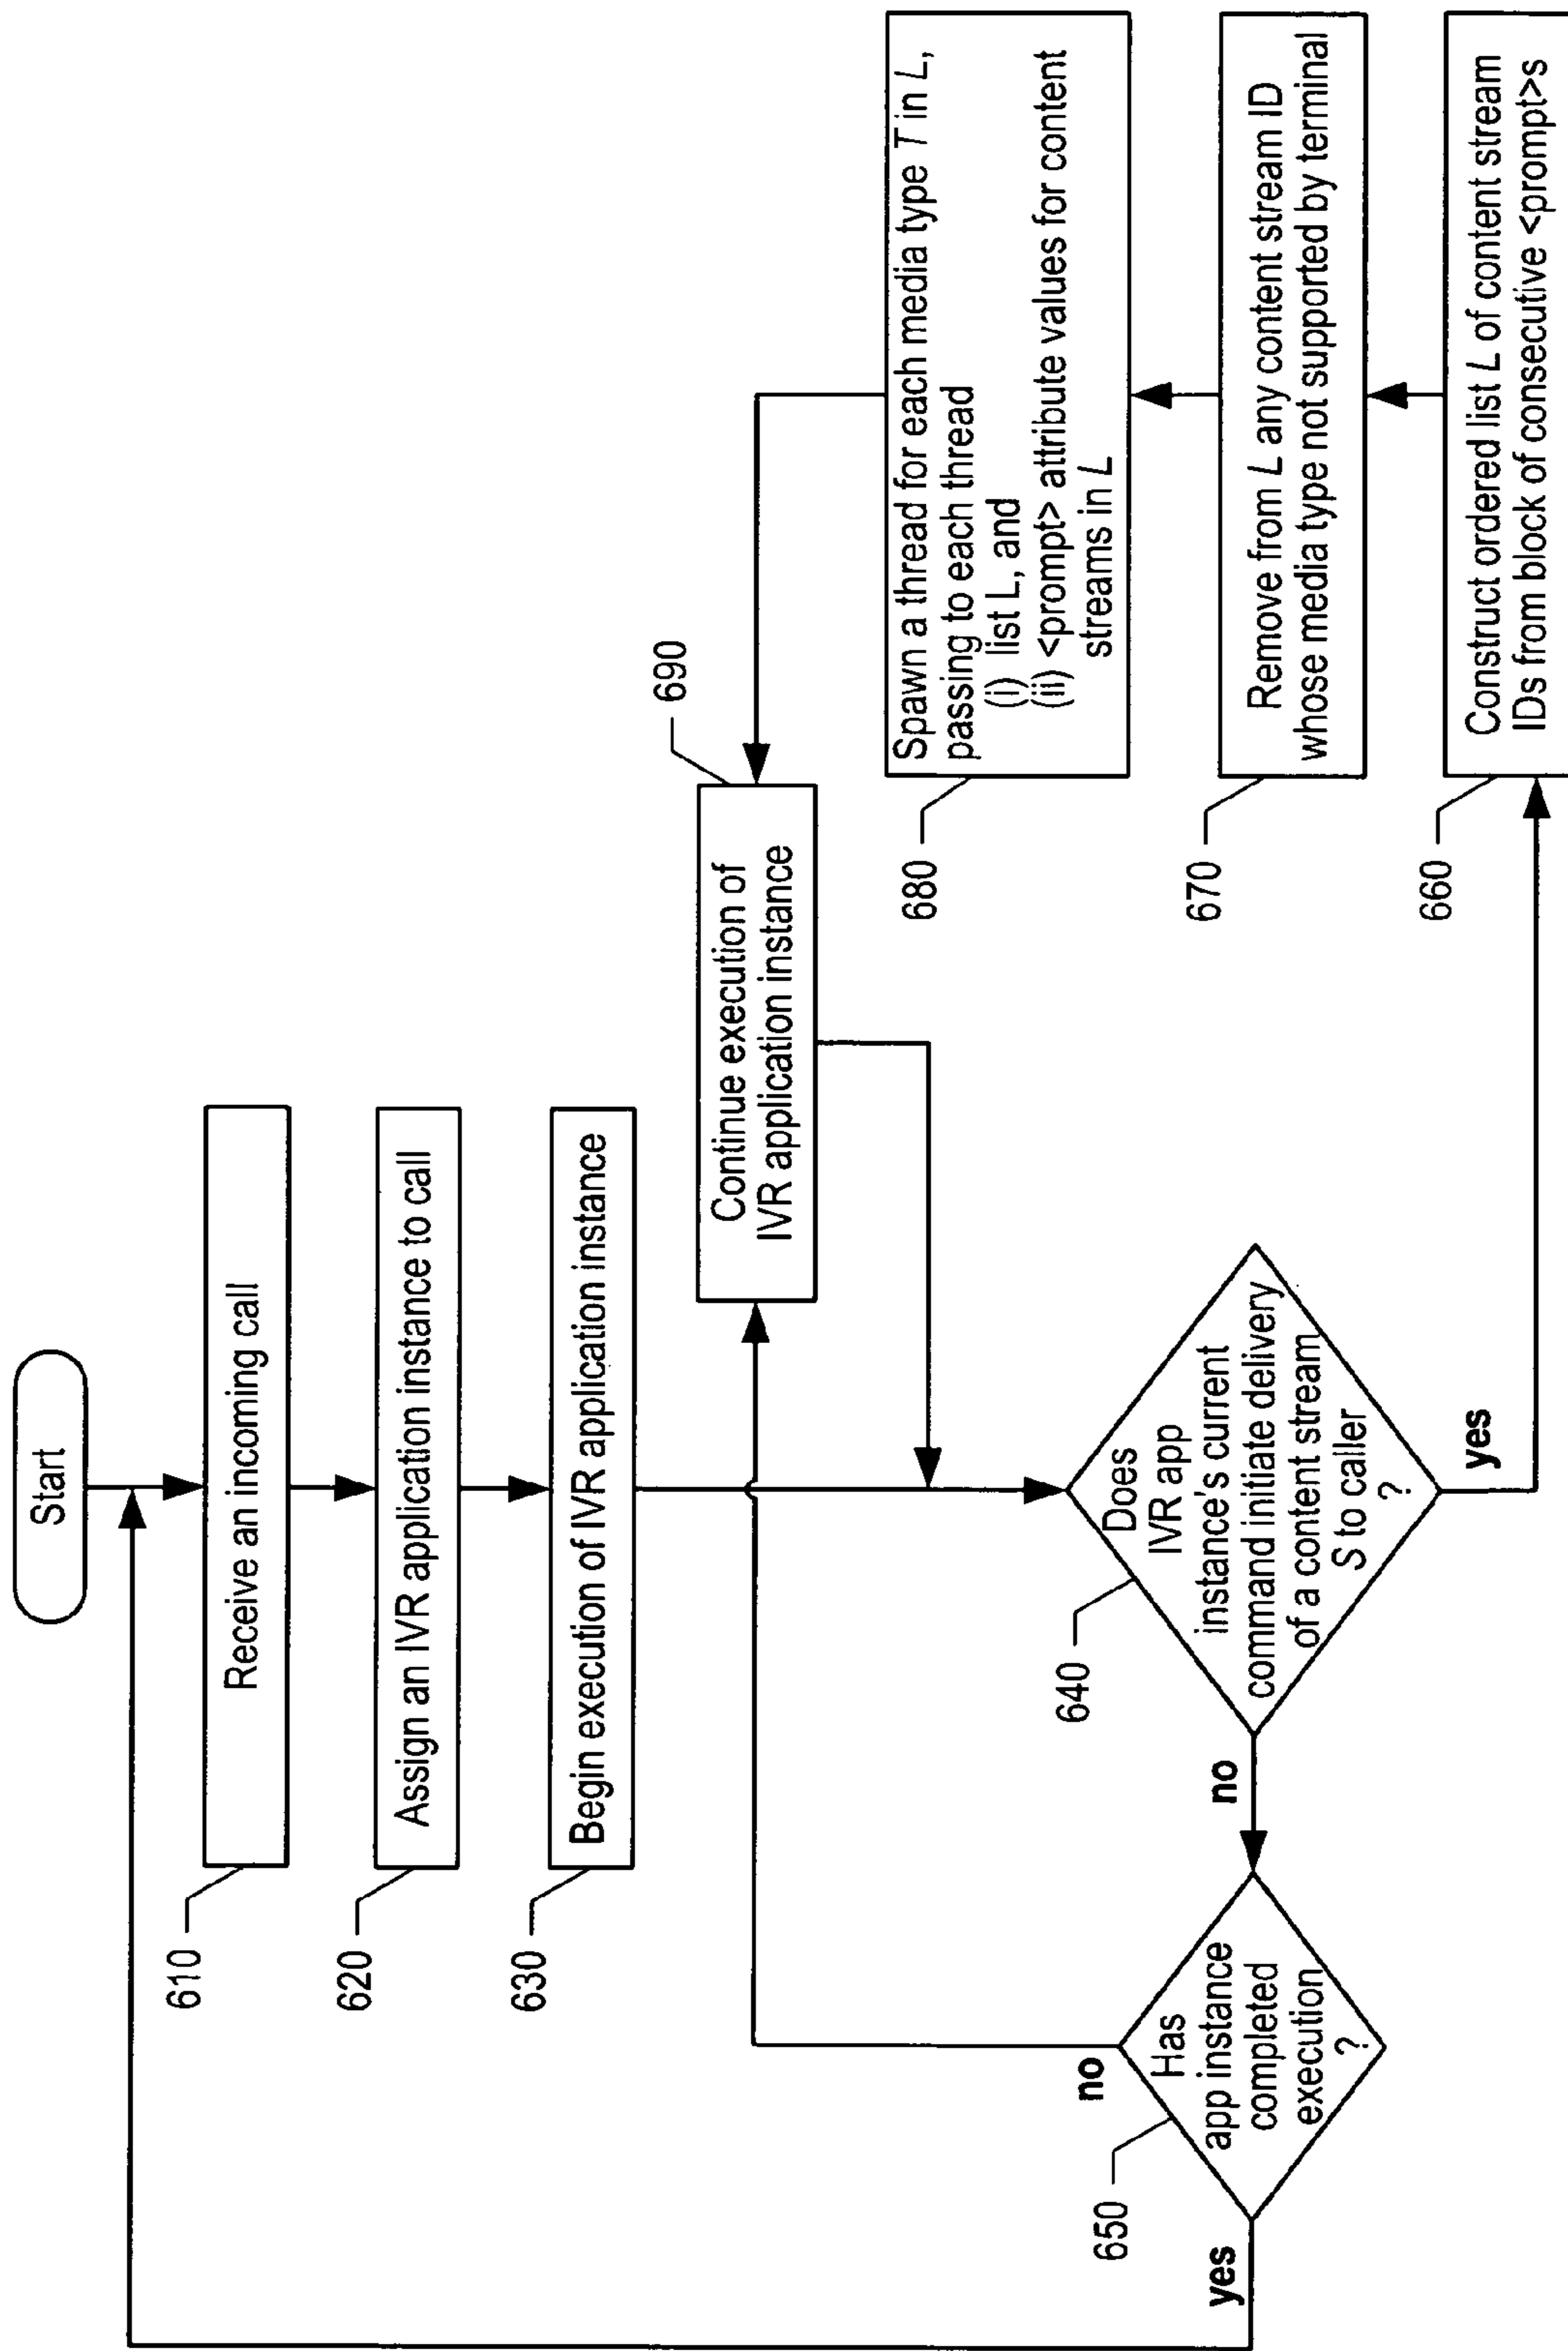 Start
Receive an incoming call
610
Assign an IVR application instance to call
620
Begin execution of IVR application instance
630
Continue execution of
IVR application instance
690
Does
IVR app
instance's current
command initiate delivery
of a content stream
S to caller
?
640
no
yes
Has
app instance
completed
execution
?
650
no
yes
Spawn a thread for each media type T in L,
passing to each thread
(i) list L, and
(ii) <prompt> attribute values for content
streams in L
680
Remove from L any content stream ID
whose media type not supported by terminal
670
Construct ordered list L of content stream
IDs from block of consecutive <prompt>s
660